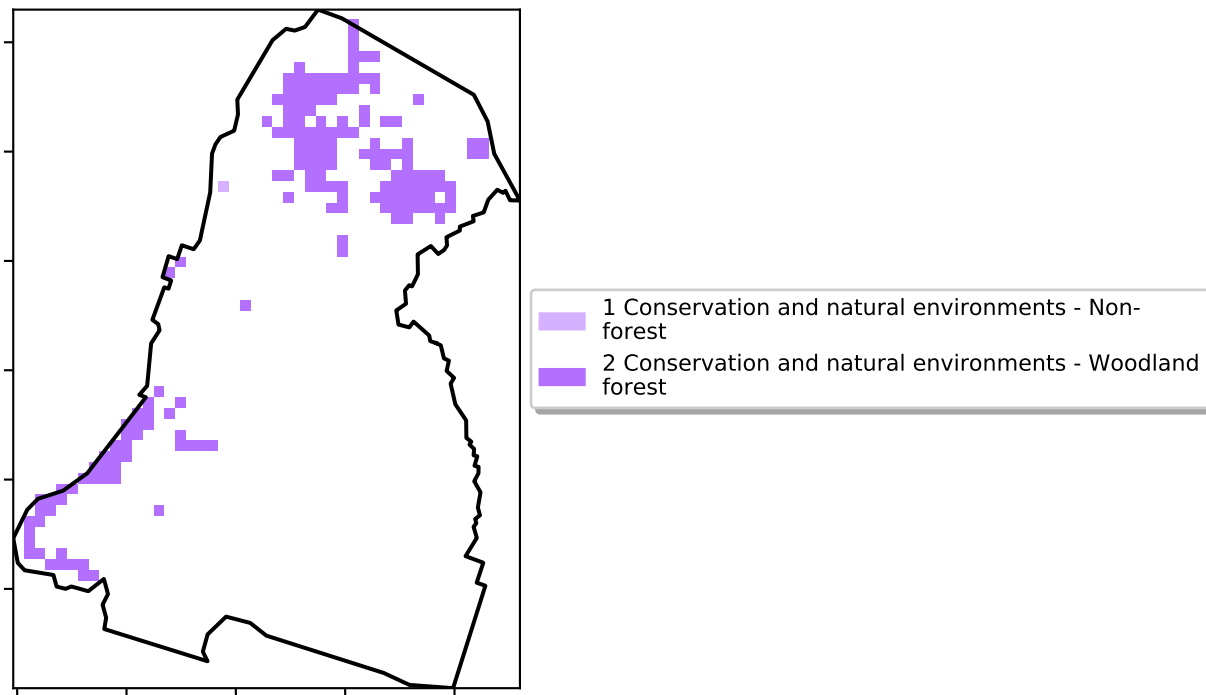 1 Conservation and natural environments - Non-
forest
2 Conservation and natural environments - Woodland
forest